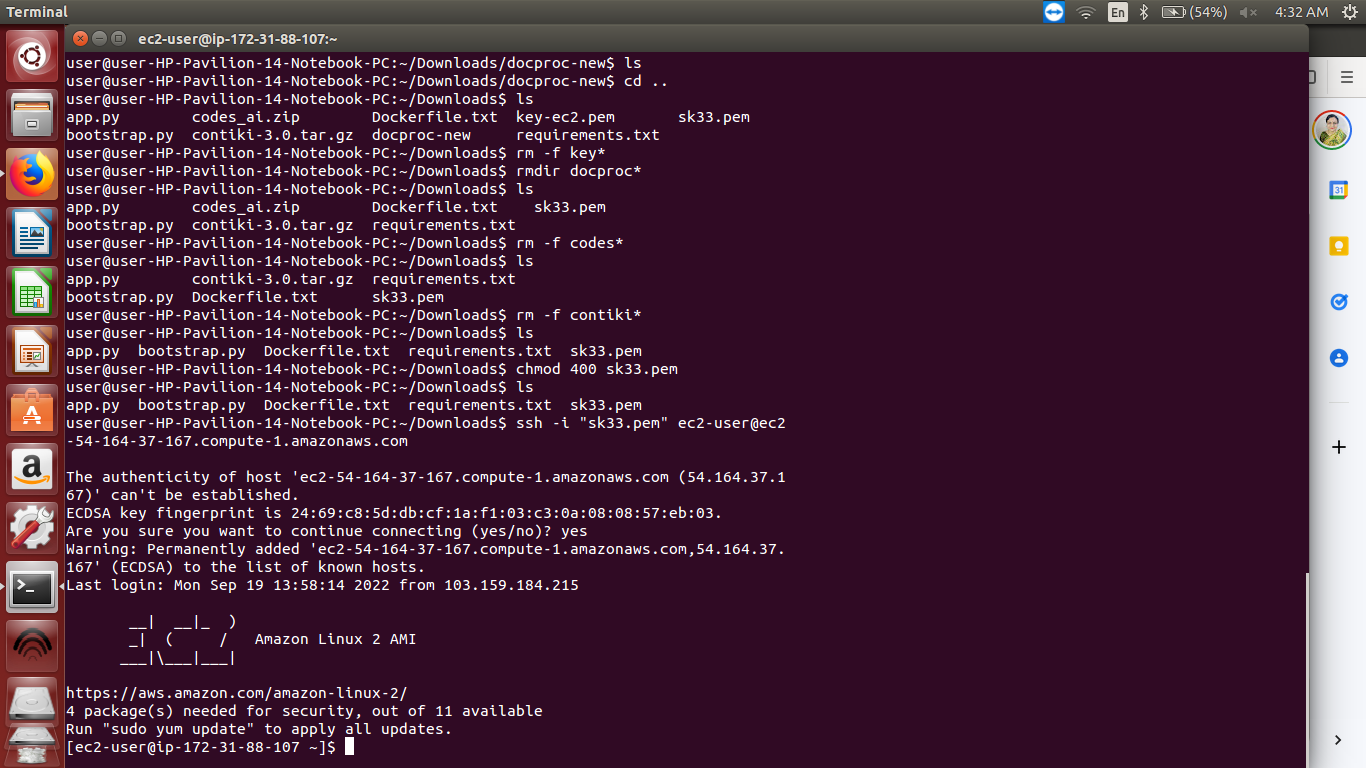 Terminal
En
(54%)
4:32 AM
ec2-user@ip-172-31-88-107:~
user@user-HP-Pavilion-14-Notebook-PC:~/Downloads/docproc-new$ ls
user@user-HP-Pavilion-14-Notebook-PC:~/Downloads/docproc-new$ cd ..
user@user-HP-Pavilion-14-Notebook-PC:~/Downloads$ ls
app.py        codes_ai.zip        Dockerfile.txt  key-ec2.pem       sk33.pem
bootstrap.py  contiki-3.0.tar.gz  docproc-new     requirements.txt
user@user-HP-Pavilion-14-Notebook-PC:~/Downloads$ rm -f key*
user@user-HP-Pavilion-14-Notebook-PC:~/Downloads$ rmdir docproc*
user@user-HP-Pavilion-14-Notebook-PC:~/Downloads$ ls
app.py        codes_ai.zip        Dockerfile.txt    sk33.pem
bootstrap.py  contiki-3.0.tar.gz  requirements.txt
user@user-HP-Pavilion-14-Notebook-PC:~/Downloads$ rm -f codes*
user@user-HP-Pavilion-14-Notebook-PC:~/Downloads$ ls
app.py        contiki-3.0.tar.gz  requirements.txt
bootstrap.py  Dockerfile.txt      sk33.pem
user@user-HP-Pavilion-14-Notebook-PC:~/Downloads$ rm -f contiki*
user@user-HP-Pavilion-14-Notebook-PC:~/Downloads$ ls
app.py  bootstrap.py  Dockerfile.txt  requirements.txt  sk33.pem
user@user-HP-Pavilion-14-Notebook-PC:~/Downloads$ chmod 400 sk33.pem
user@user-HP-Pavilion-14-Notebook-PC:~/Downloads$ ls
app.py  bootstrap.py  Dockerfile.txt  requirements.txt  sk33.pem
user@user-HP-Pavilion-14-Notebook-PC:~/Downloads$ ssh -i "sk33.pem" ec2-user@ec2
-54-164-37-167.compute-1.amazonaws.com
The authenticity of host 'ec2-54-164-37-167.compute-1.amazonaws.com (54.164.37.1
67)' can't be established.
ECDSA key fingerprint is 24:69:c8:5d:db:cf:1a:f1:03:c3:0a:08:08:57:eb:03.
Are you sure you want to continue connecting (yes/no)? yes
Warning: Permanently added 'ec2-54-164-37-167.compute-1.amazonaws.com,54.164.37.
167' (ECDSA) to the list of known hosts.
Last login: Mon Sep 19 13:58:14 2022 from 103.159.184.215
       __|  __|_  )
       _|  (     /   Amazon Linux 2 AMI
      ___|\___|___|
https://aws.amazon.com/amazon-linux-2/
4 package(s) needed for security, out of 11 available
Run "sudo yum update" to apply all updates.
[ec2-user@ip-172-31-88-107 ~]$
31